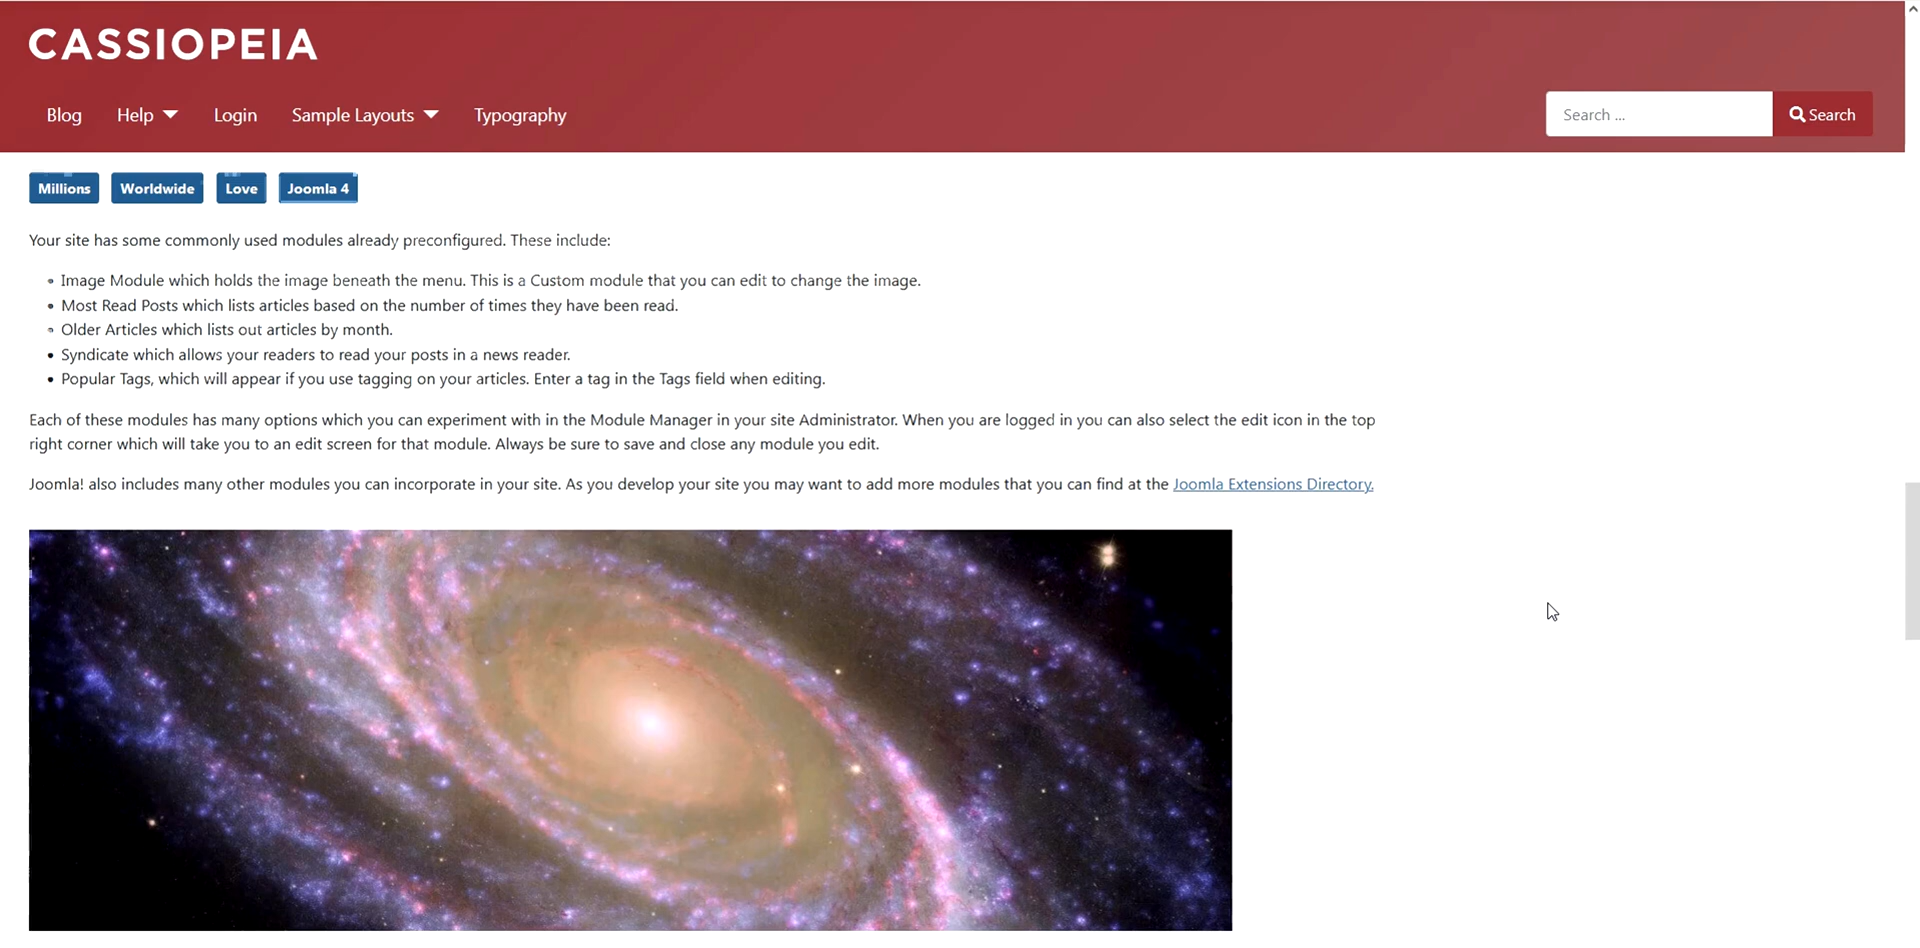 CASSIOPEIA
Blog Help Login Sample Layouts Typography
Search ... Search
Millions Worldwide Love Joomla 4
Your site has some commonly used modules already preconfigured. These include:
Image Module which holds the image beneath the menu. This is a Custom module that you can edit to change the image.
Most Read Posts which lists articles based on the number of times they have been read.
Older Articles which lists out articles by month.
Syndicate which allows your readers to read your posts in a news reader.
Popular Tags, which will appear if you use tagging on your articles. Enter a tag in the Tags field when editing.
Each of these modules has many options which you can experiment with in the Module Manager in your site Administrator. When you are logged in you can also select the edit icon in the top
right corner which will take you to an edit screen for that module. Always be sure to save and close any module you edit.
Joomla! also includes many other modules you can incorporate in your site. As you develop your site you may want to add more modules that you can find at the Joomla Extensions Directory.